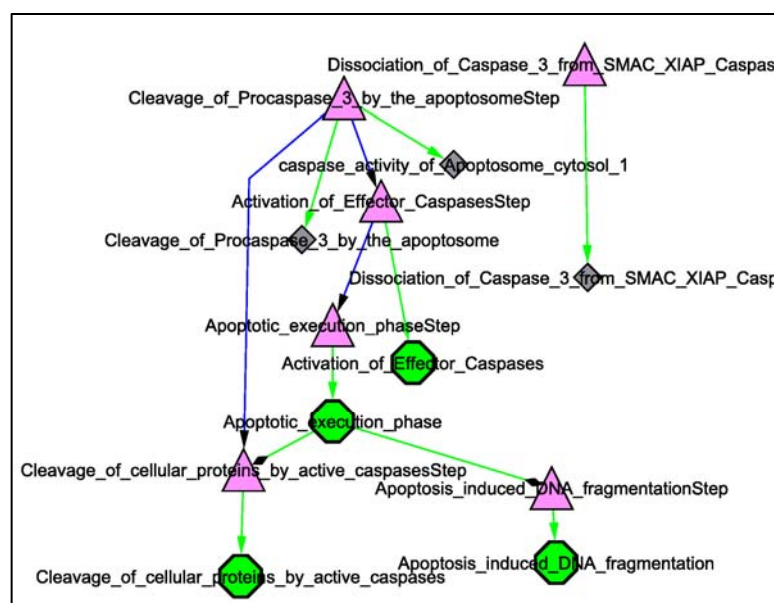 Dissociation_of_Caspase_3_from_SMAC_XIAP_Caspas
Cleavage_of_Procaspase_3_by_the_apoptosomeStep
caspase_activity_of_Apoptosome_cytosol_1
Activation_of_Effector_CaspasesStep
Cleavage_of_Procaspase_3_by_the_apoptosome
Dissociation_of_Caspase_3_from_SMAC_XIAP_Casp
Apoptotic_execution_phaseStep
Activation_of_Effector_Caspases
Apoptotic_execution_phase
Cleavage_of_cellular_proteins_by_active_caspasesStep
Apoptosis_induced_DNA_fragmentationStep
Apoptosis_induced_DNA_fragmentation
Cleavage_of_cellular_proteins_by_active_caspases